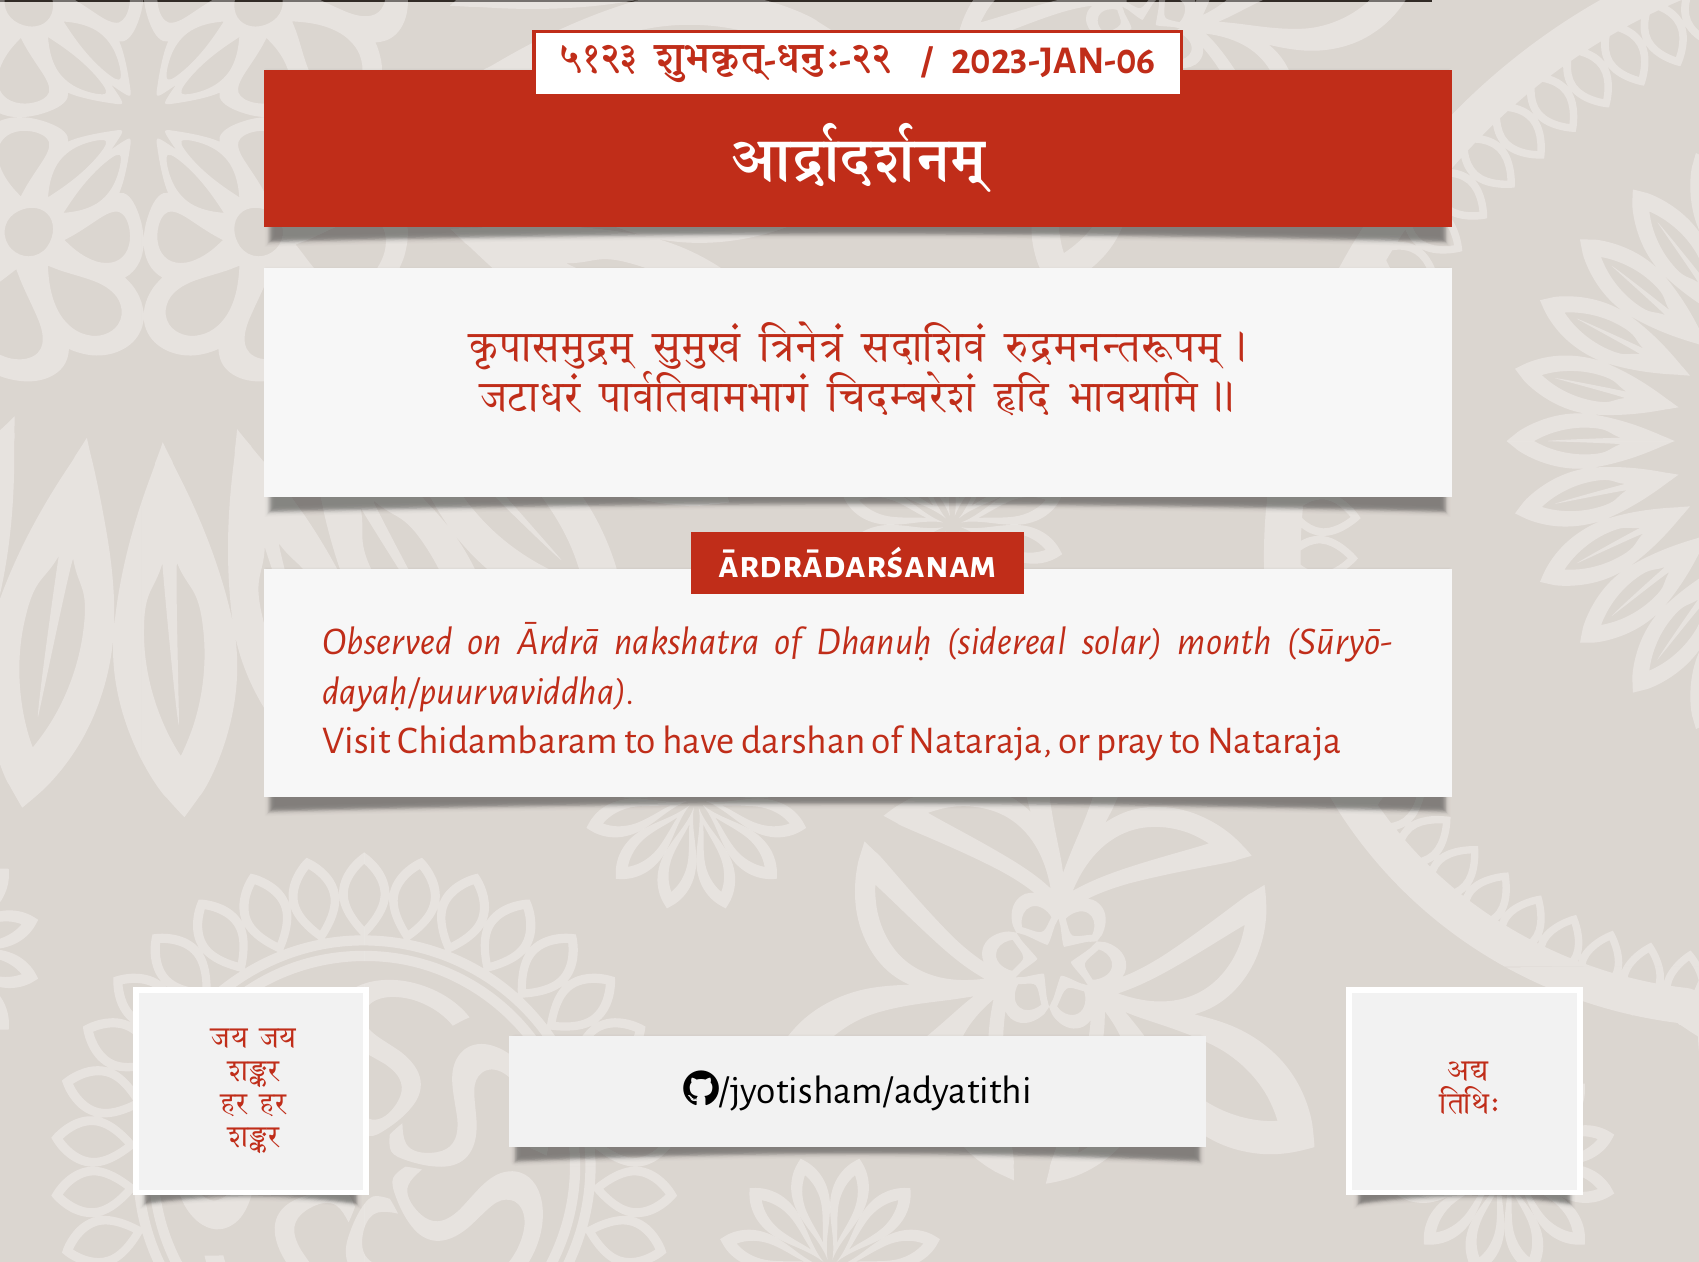 ५१२३ शुभकृत्-धनुः-२२ / 2023-JAN-06
आर्द्रादर्शनम्
कृपासमुद्रम् सुमुखं त्रिनेत्रं सदाशिवं रुद्रमनन्तरूपम् ।
जटाधरं पार्वतिवामभागं चिदम्बरेशं हृदि भावयामि ॥
ĀRDRĀDARŚANAM
Observed on Ārdrā nakshatra of Dhanuḥ (sidereal solar) month (Sūryō-
dayaḥ/puurvaviddha).
Visit Chidambaram to have darshan of Nataraja, or pray to Nataraja
जय जय
शङ्कर
हर हर
शङ्कर
/jyotisham/adyatithi
अद्य
तिथिः